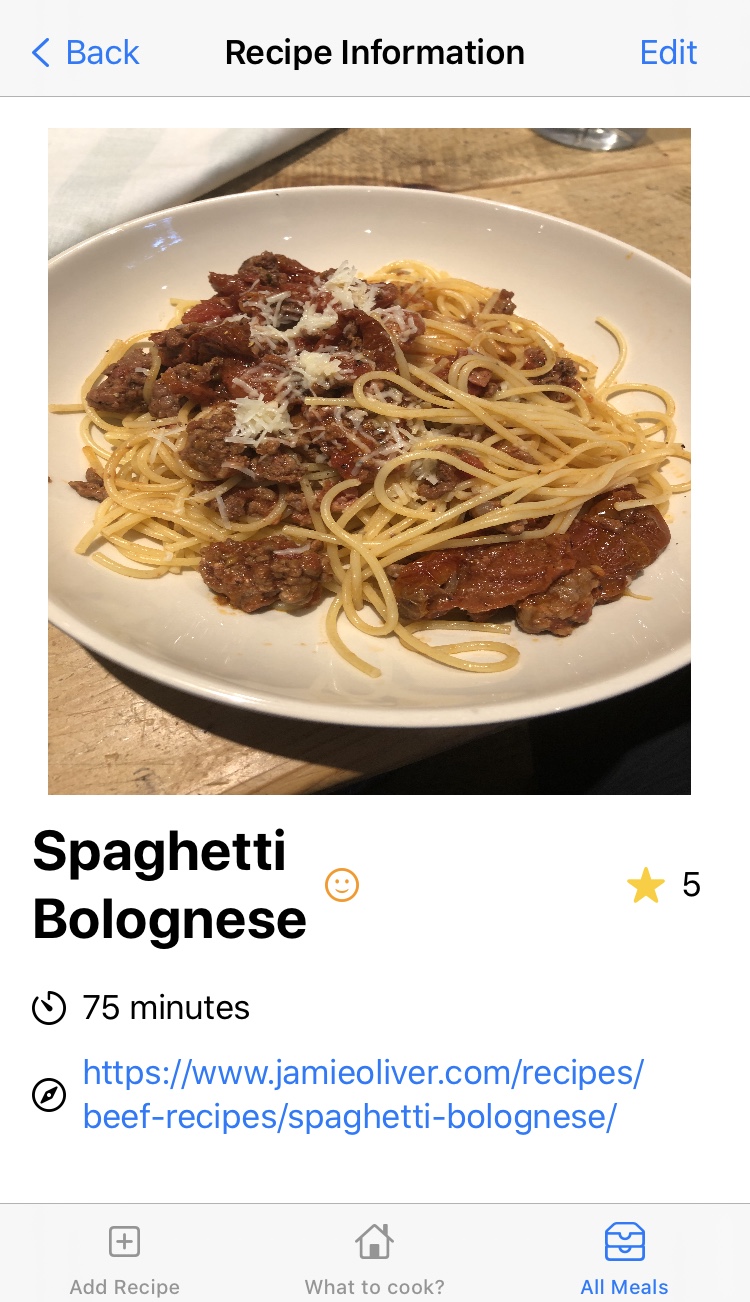 Back
Recipe Information
Edit
Spaghetti
Bolognese
5
75 minutes
https://www.jamieoliver.com/recipes/
beef-recipes/spaghetti-bolognese/
Add Recipe
What to cook?
All Meals